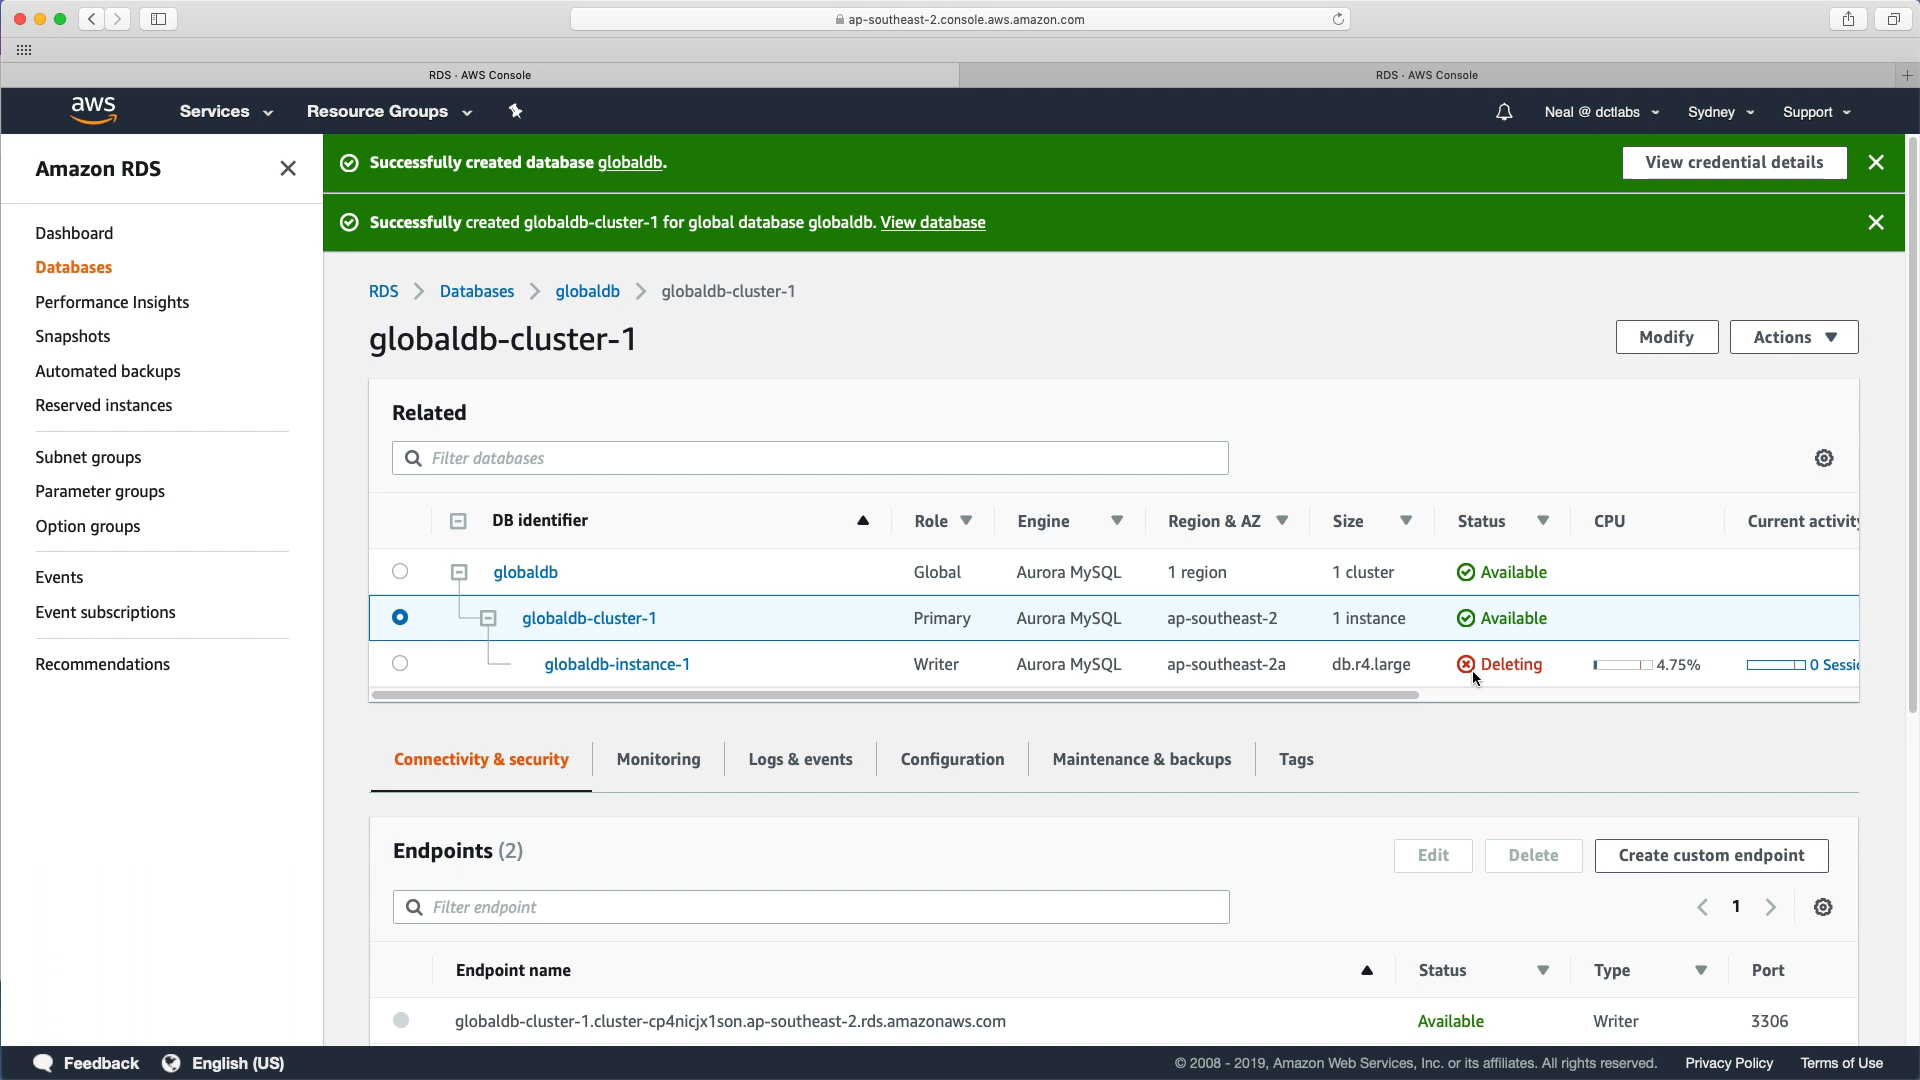 ap-southeast-2.console.aws.amazon.com
RDS · AWS Console
RDS · AWS Console
aws
Services
Resource Groups
Neal @ dctlabs
Sydney
Support
Amazon RDS
Dashboard
Databases
Performance Insights
Snapshots
Automated backups
Reserved instances
Subnet groups
Parameter groups
Option groups
Events
Event subscriptions
Recommendations
Successfully created database globaldb.
View credential details
Successfully created globaldb-cluster-1 for global database globaldb. View database
RDS > Databases > globaldb > globaldb-cluster-1
globaldb-cluster-1
Modify
Actions
Related
Filter databases
DB identifier Role Engine Region & AZ Size Status CPU Current activity
globaldb Global Aurora MySQL 1 region 1 cluster Available
globaldb-cluster-1 Primary Aurora MySQL ap-southeast-2 1 instance Available
globaldb-instance-1 Writer Aurora MySQL ap-southeast-2a db.r4.large Deleting 4.75% 0 Sessi
Connectivity & security
Monitoring
Logs & events
Configuration
Maintenance & backups
Tags
Endpoints (2)
Edit
Delete
Create custom endpoint
Filter endpoint
1
Endpoint name Status Type Port
globaldb-cluster-1.cluster-cp4nicjx1son.ap-southeast-2.rds.amazonaws.com Available Writer 3306
Feedback
English (US)
© 2008 - 2019, Amazon Web Services, Inc. or its affiliates. All rights reserved.
Privacy Policy
Terms of Use